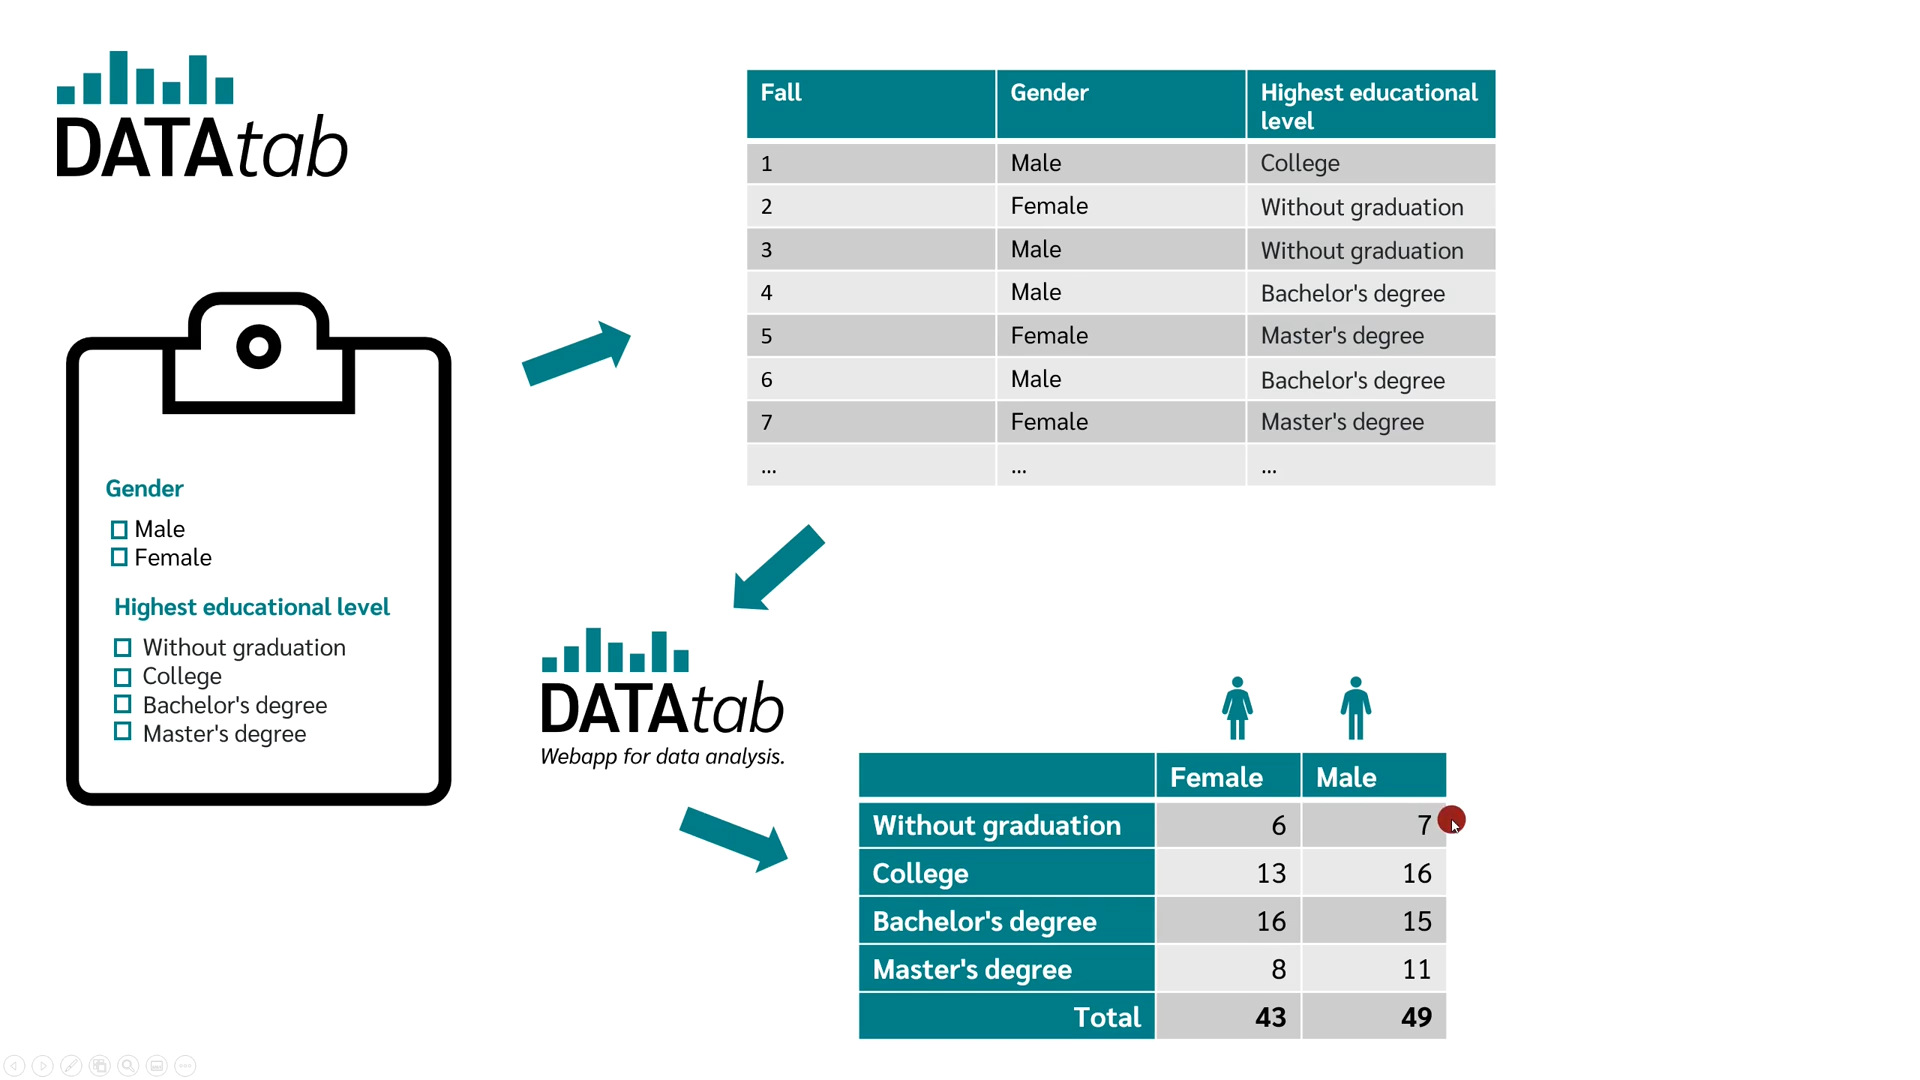 DATAtab
Gender
Male
Female
Highest educational level
Without graduation
College
Bachelor's degree
Master's degree
Fall Gender Highest educational level
1 Male College
2 Female Without graduation
3 Male Without graduation
4 Male Bachelor's degree
5 Female Master's degree
6 Male Bachelor's degree
7 Female Master's degree
... ... ...
DATAtab
Webapp for data analysis.
Female Male
Without graduation 6 7
College 13 16
Bachelor's degree 16 15
Master's degree 8 11
Total 43 49